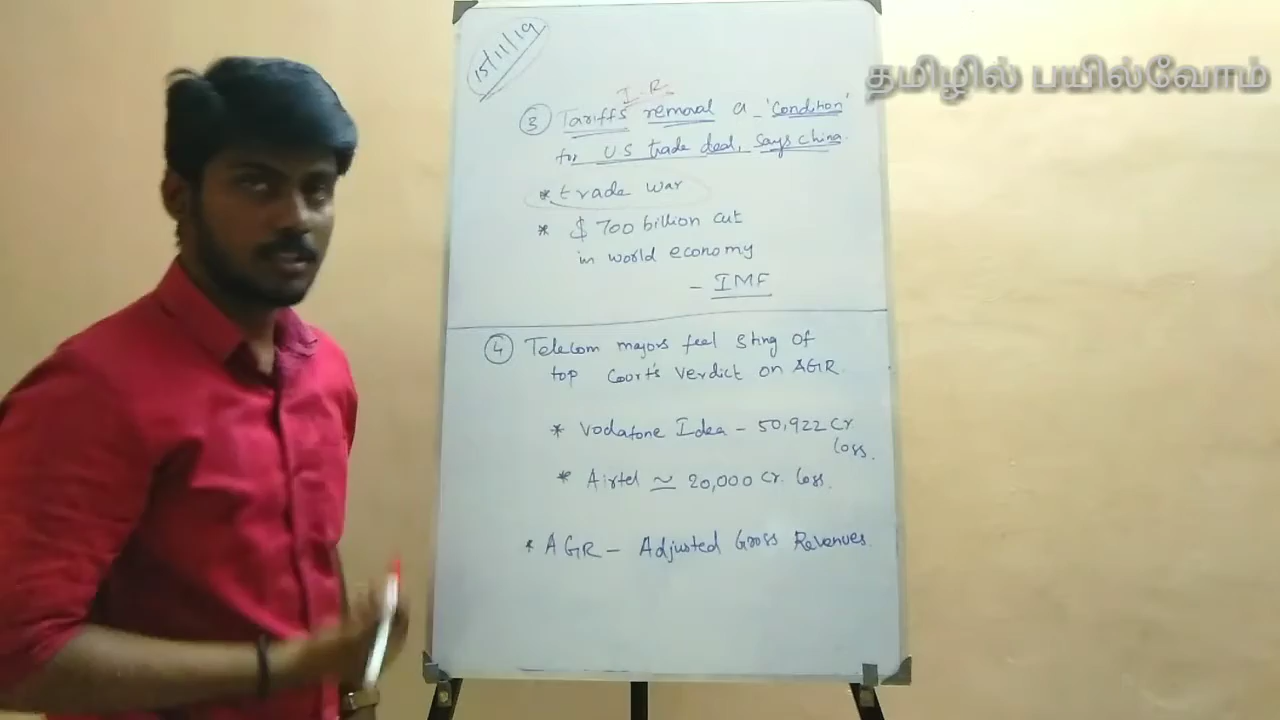 15/11/19
தமிழில் பயில்வோம்
I.R.
③ Tariffs removal a 'condition'
for US trade deal, says china.
* trade war
* $ 700 billion cut
in world economy
- IMF
④ Telecom majors feel sting of
top Court's verdict on AGR.
* Vodafone Idea - 50,922 Cr
loss.
* Airtel ≃ 20,000 Cr. loss.
* AGR - Adjusted Gross Revenues.